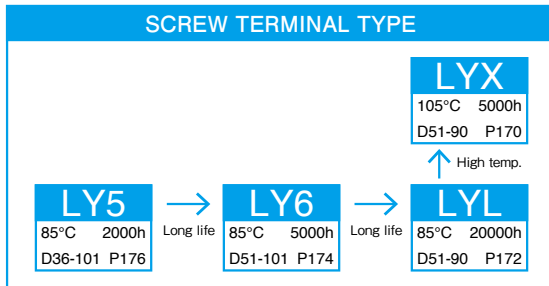 SCREW TERMINAL TYPE
LYX
105°C 5000h
D51-90 P170
High temp.
LY5
85°C 2000h
D36-101 P176
Long life
LY6
85°C 5000h
D51-101 P174
Long life
LYL
85°C 20000h
D51-90 P172